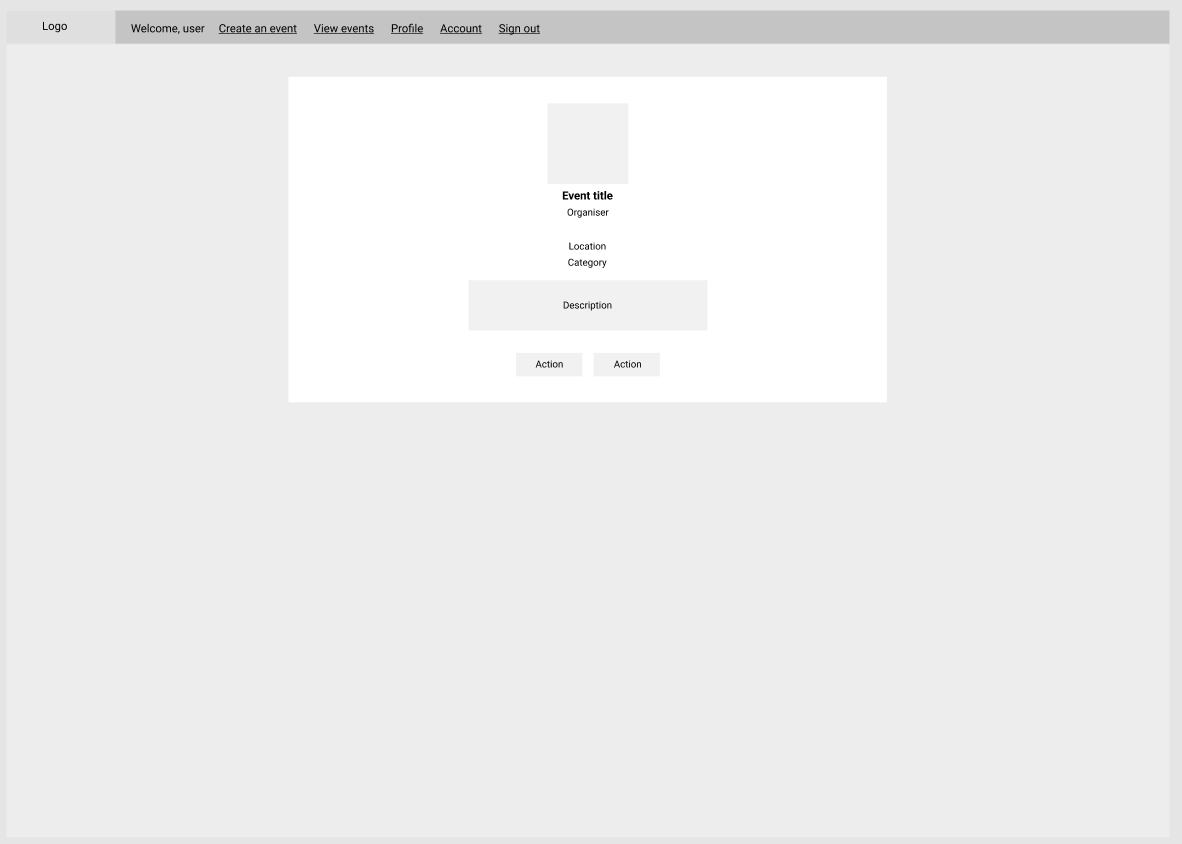 Logo
Welcome, user Create an event View events Profile Account Sign out
Event title
Organiser
Location
Category
Description
Action Action